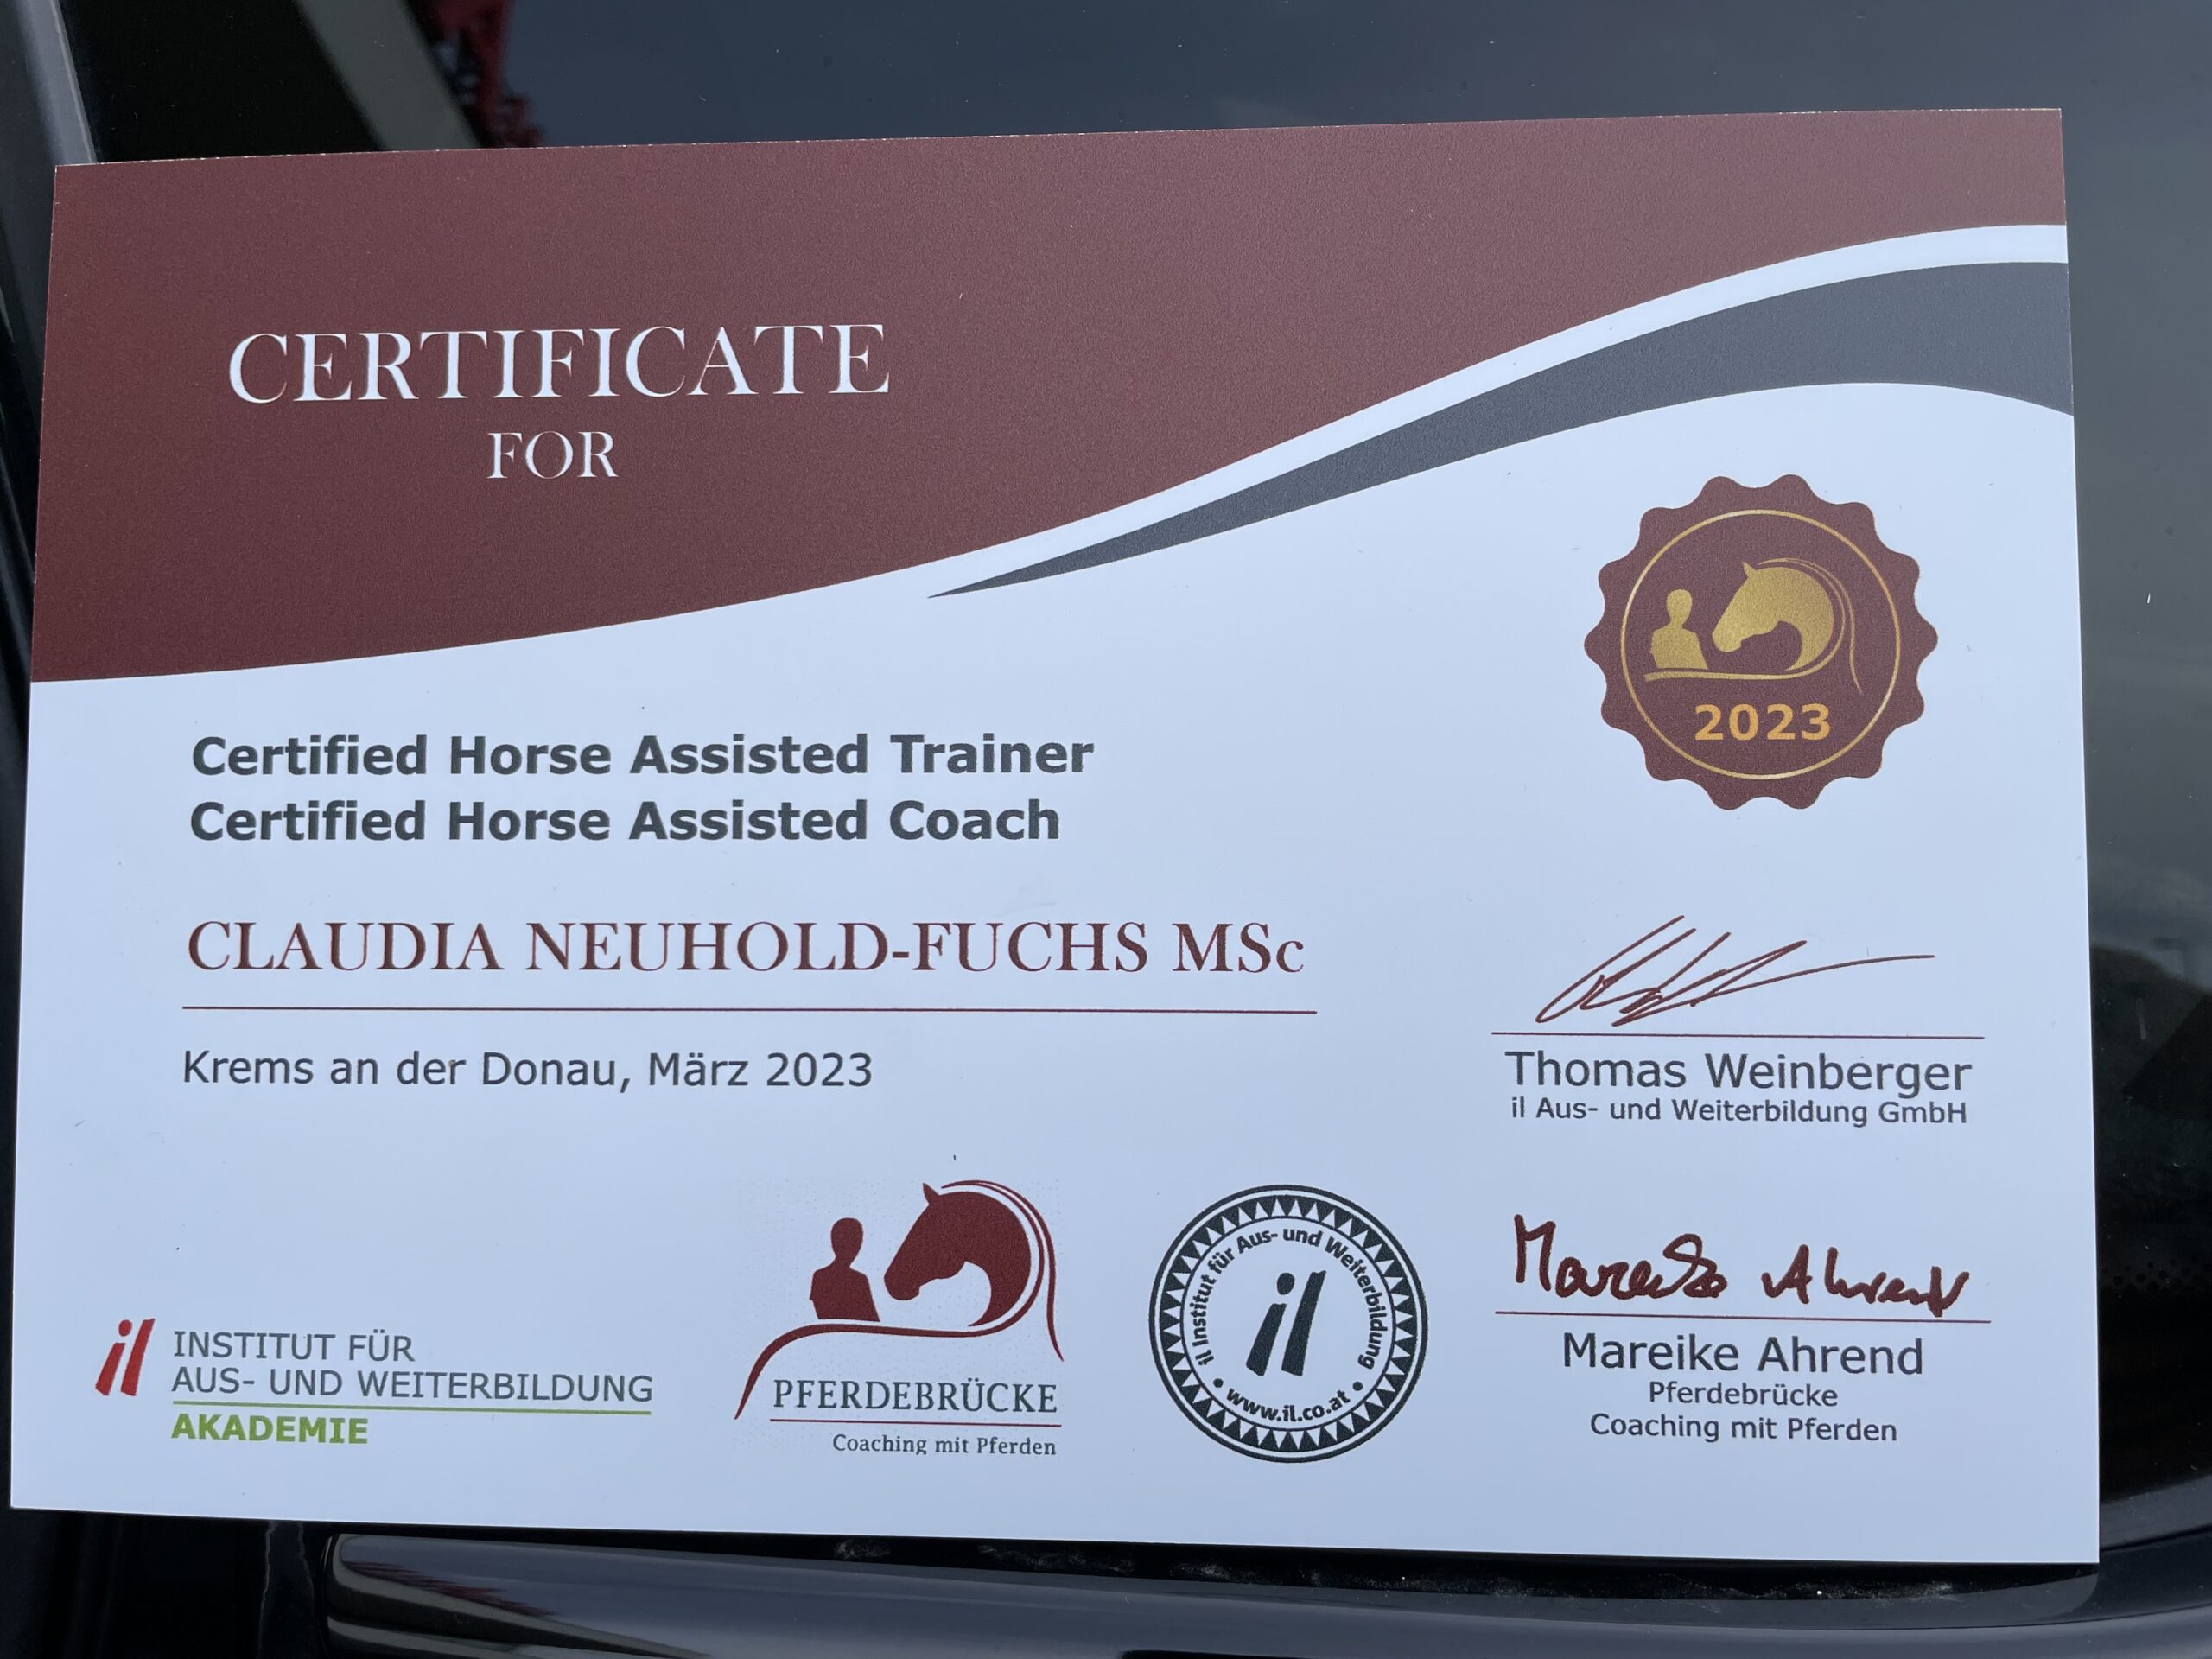 CERTIFICATE
FOR
2023
Certified Horse Assisted Trainer
Certified Horse Assisted Coach
CLAUDIA NEUHOLD-FUCHS MSc
Krems an der Donau, März 2023
Thomas Weinberger
il Aus- und Weiterbildung GmbH
Mareike Ahrend
Mareike Ahrend
Pferdebrücke
Coaching mit Pferden
il INSTITUT FÜR
AUS- UND WEITERBILDUNG
AKADEMIE
PFERDEBRÜCKE
Coaching mit Pferden
il Institut für Aus- und Weiterbildung
il
• www.il.co.at •